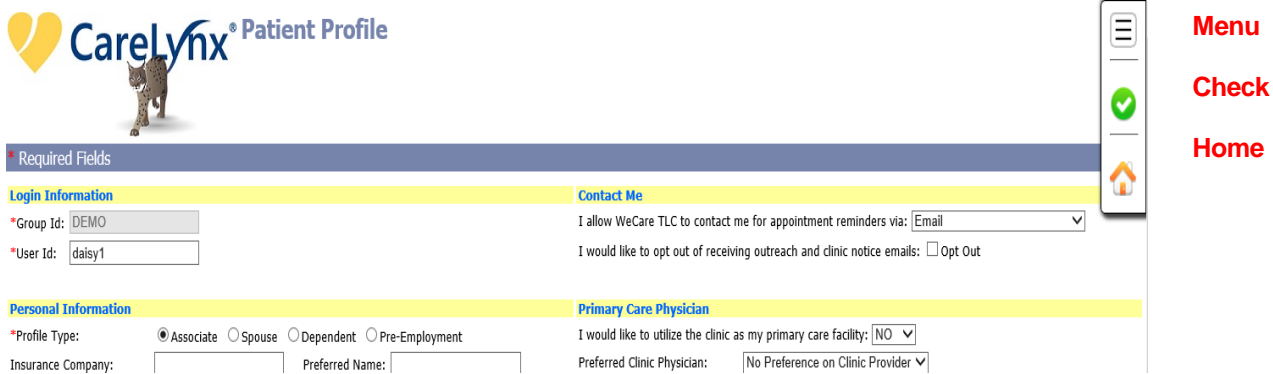 CareLynx® Patient Profile
Menu
Check
Home
* Required Fields
Login Information
*Group Id: DEMO
*User Id: daisy1
Contact Me
I allow WeCare TLC to contact me for appointment reminders via: Email
I would like to opt out of receiving outreach and clinic notice emails: Opt Out
Personal Information
*Profile Type: Associate Spouse Dependent Pre-Employment
Insurance Company: Preferred Name:
Primary Care Physician
I would like to utilize the clinic as my primary care facility: NO
Preferred Clinic Physician: No Preference on Clinic Provider